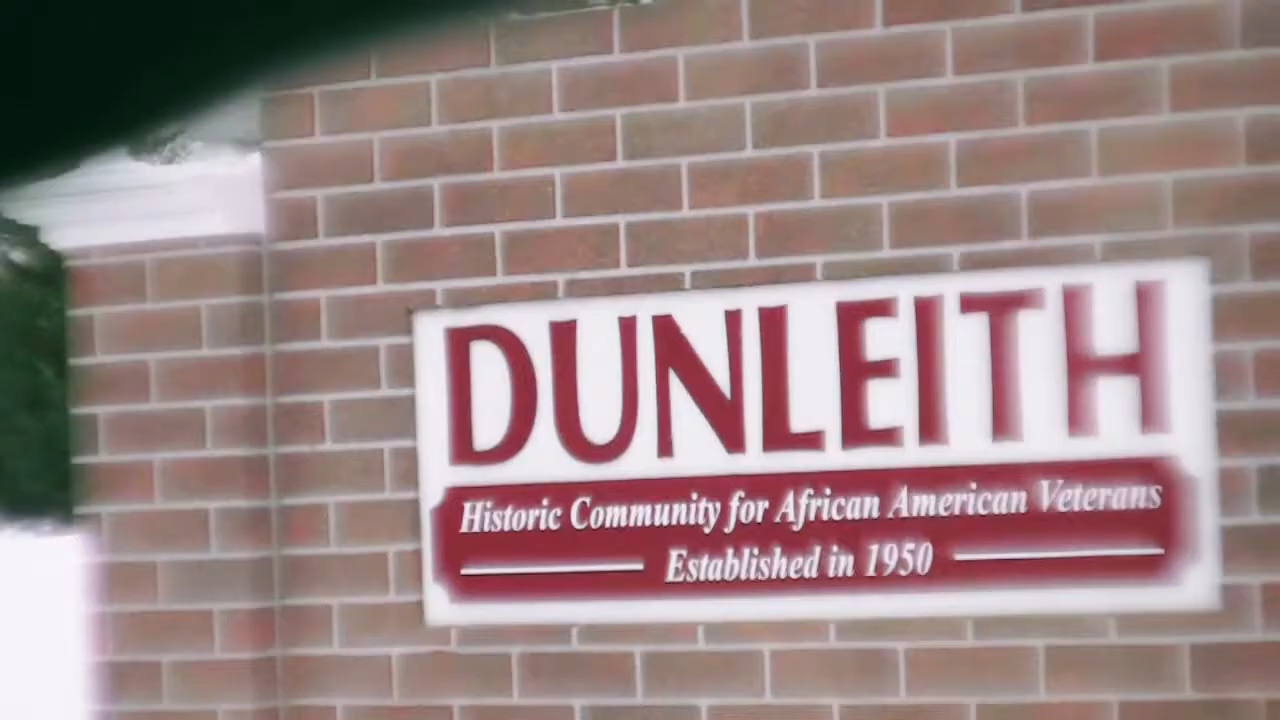 DUNLEITH
Historic Community for African American Veterans
Established in 1950